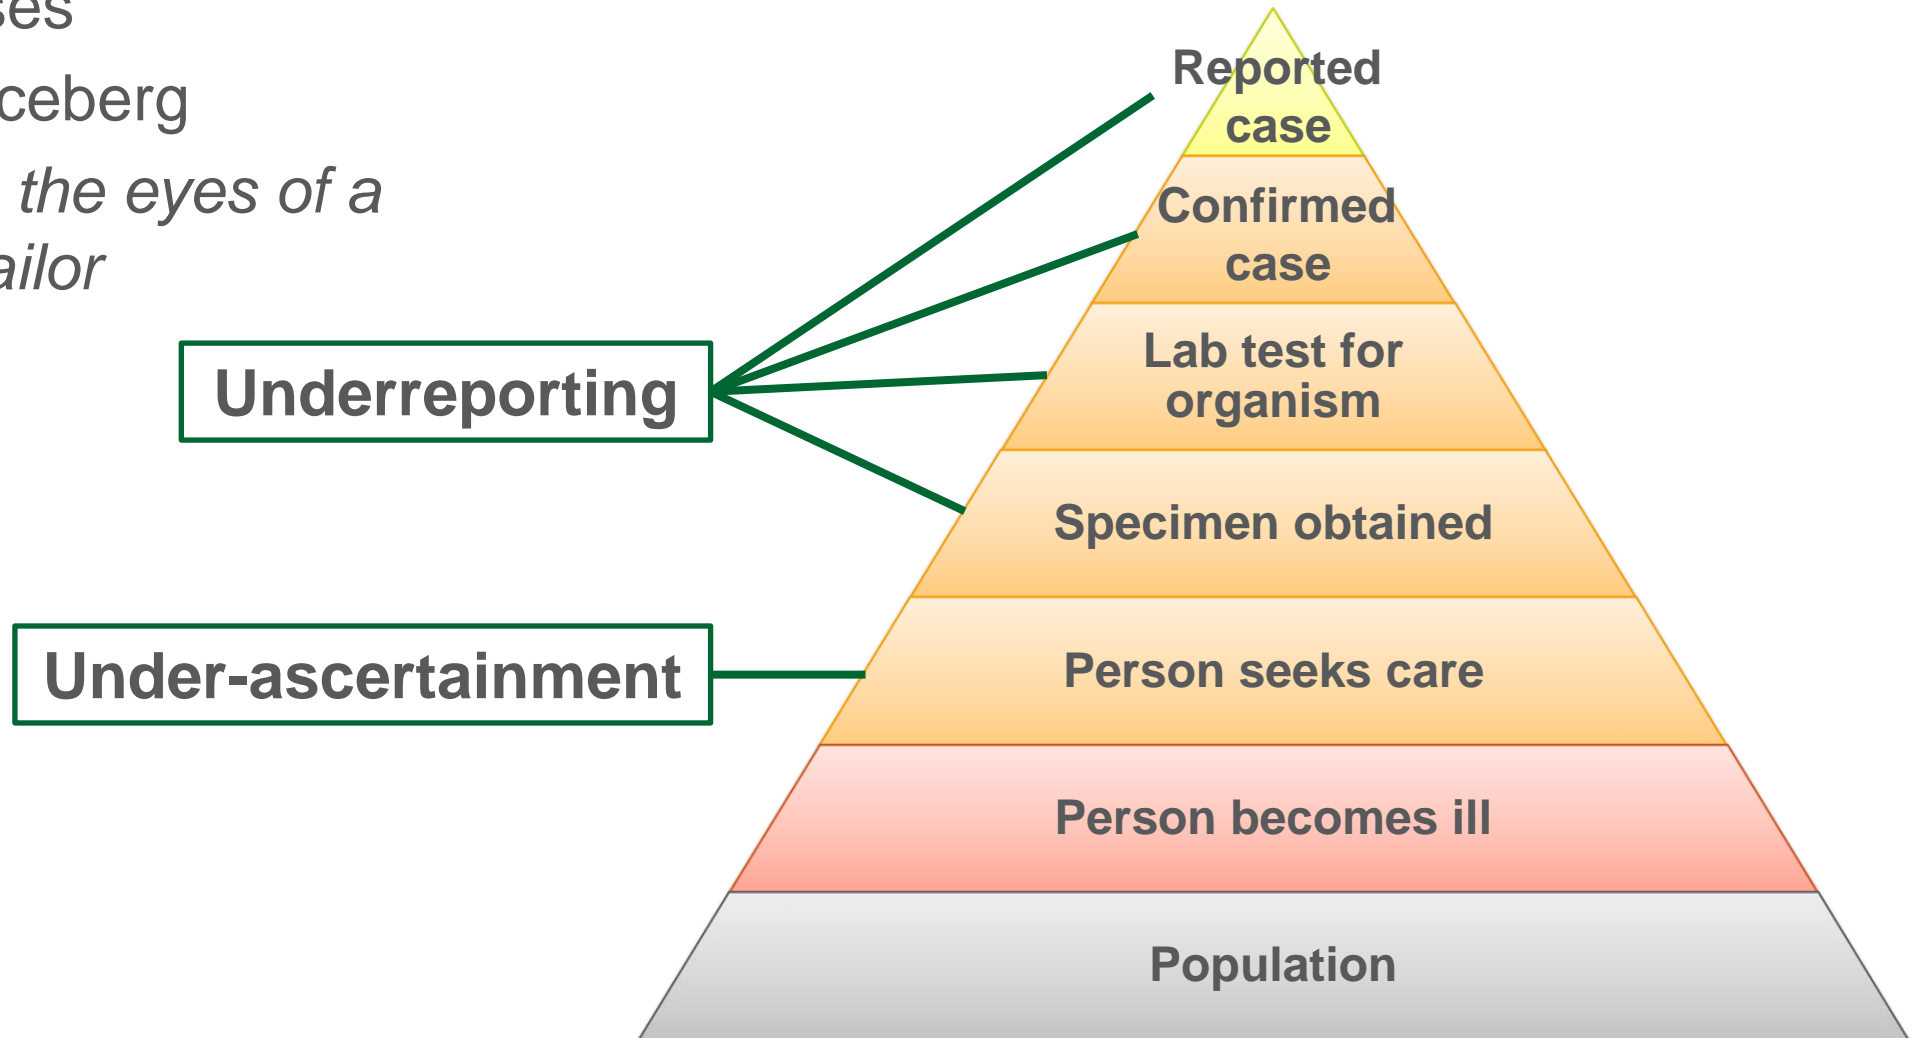 ses
ceberg
the eyes of a
ailor
Underreporting
Under-ascertainment
Reported
case
Confirmed
case
Lab test for
organism
Specimen obtained
Person seeks care
Person becomes ill
Population